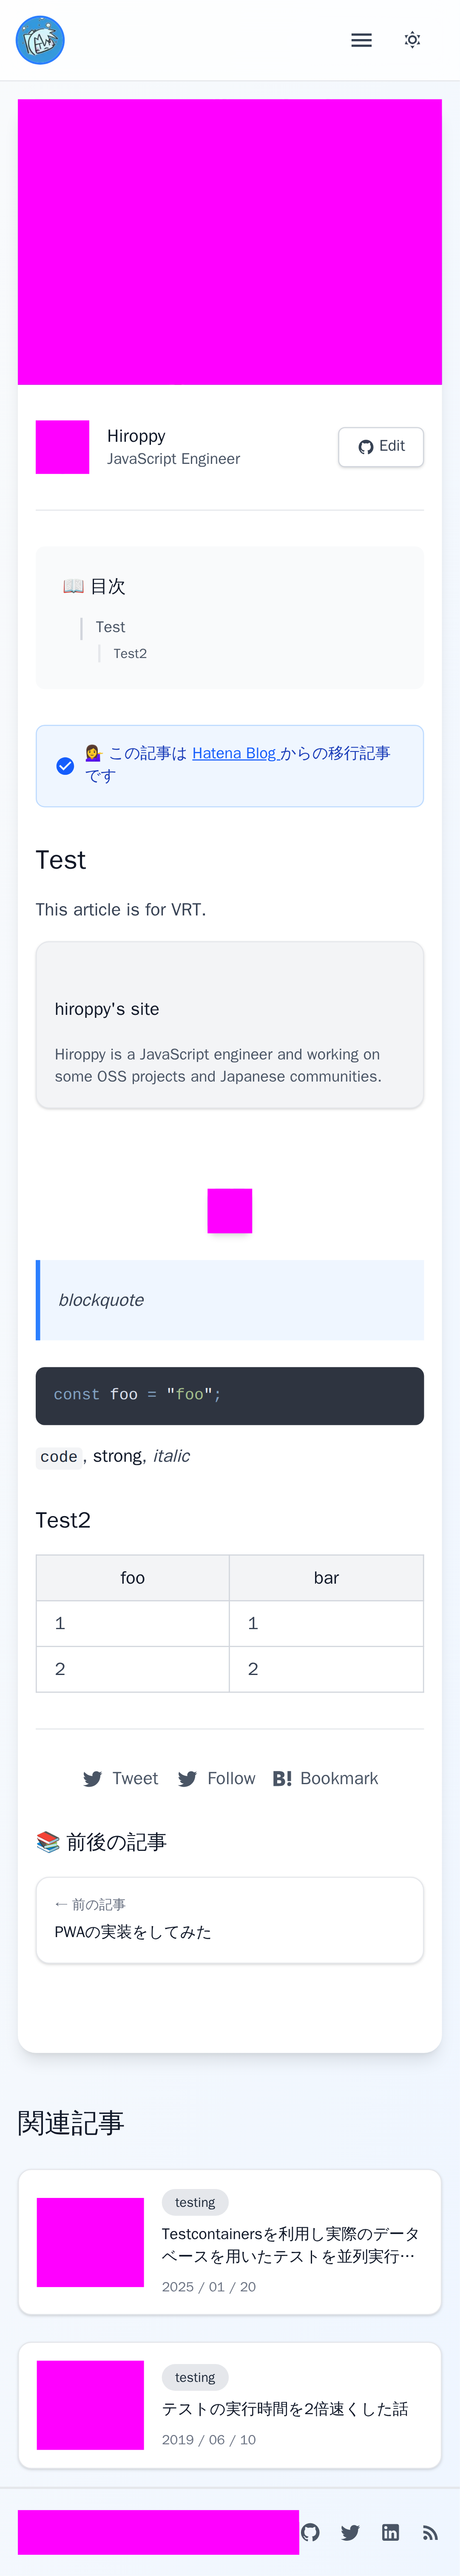 Hiroppy
JavaScript Engineer
Edit
📖 目次
Test
Test2
💁‍♀️ この記事は Hatena Blog からの移行記事
です
Test
This article is for VRT.
hiroppy's site
Hiroppy is a JavaScript engineer and working on
some OSS projects and Japanese communities.
blockquote
const foo = "foo";
code, strong, italic
Test2
foo bar
1 1
2 2
Tweet Follow B! Bookmark
📚 前後の記事
← 前の記事
PWAの実装をしてみた
関連記事
testing
Testcontainersを利用し実際のデータ
ベースを用いたテストを並列実行…
2025 / 01 / 20
testing
テストの実行時間を2倍速くした話
2019 / 06 / 10